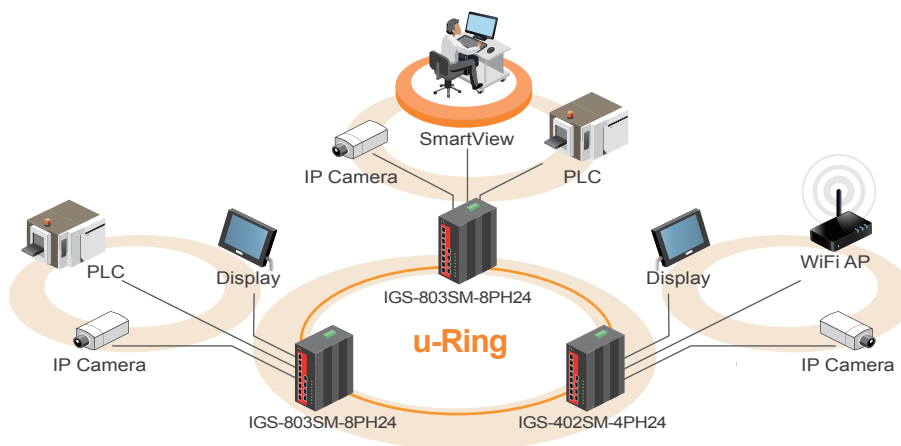 SmartView
IP Camera
PLC
PLC
Display
Display
WiFi AP
IGS-803SM-8PH24
u-Ring
IP Camera
IP Camera
IGS-803SM-8PH24
IGS-402SM-4PH24